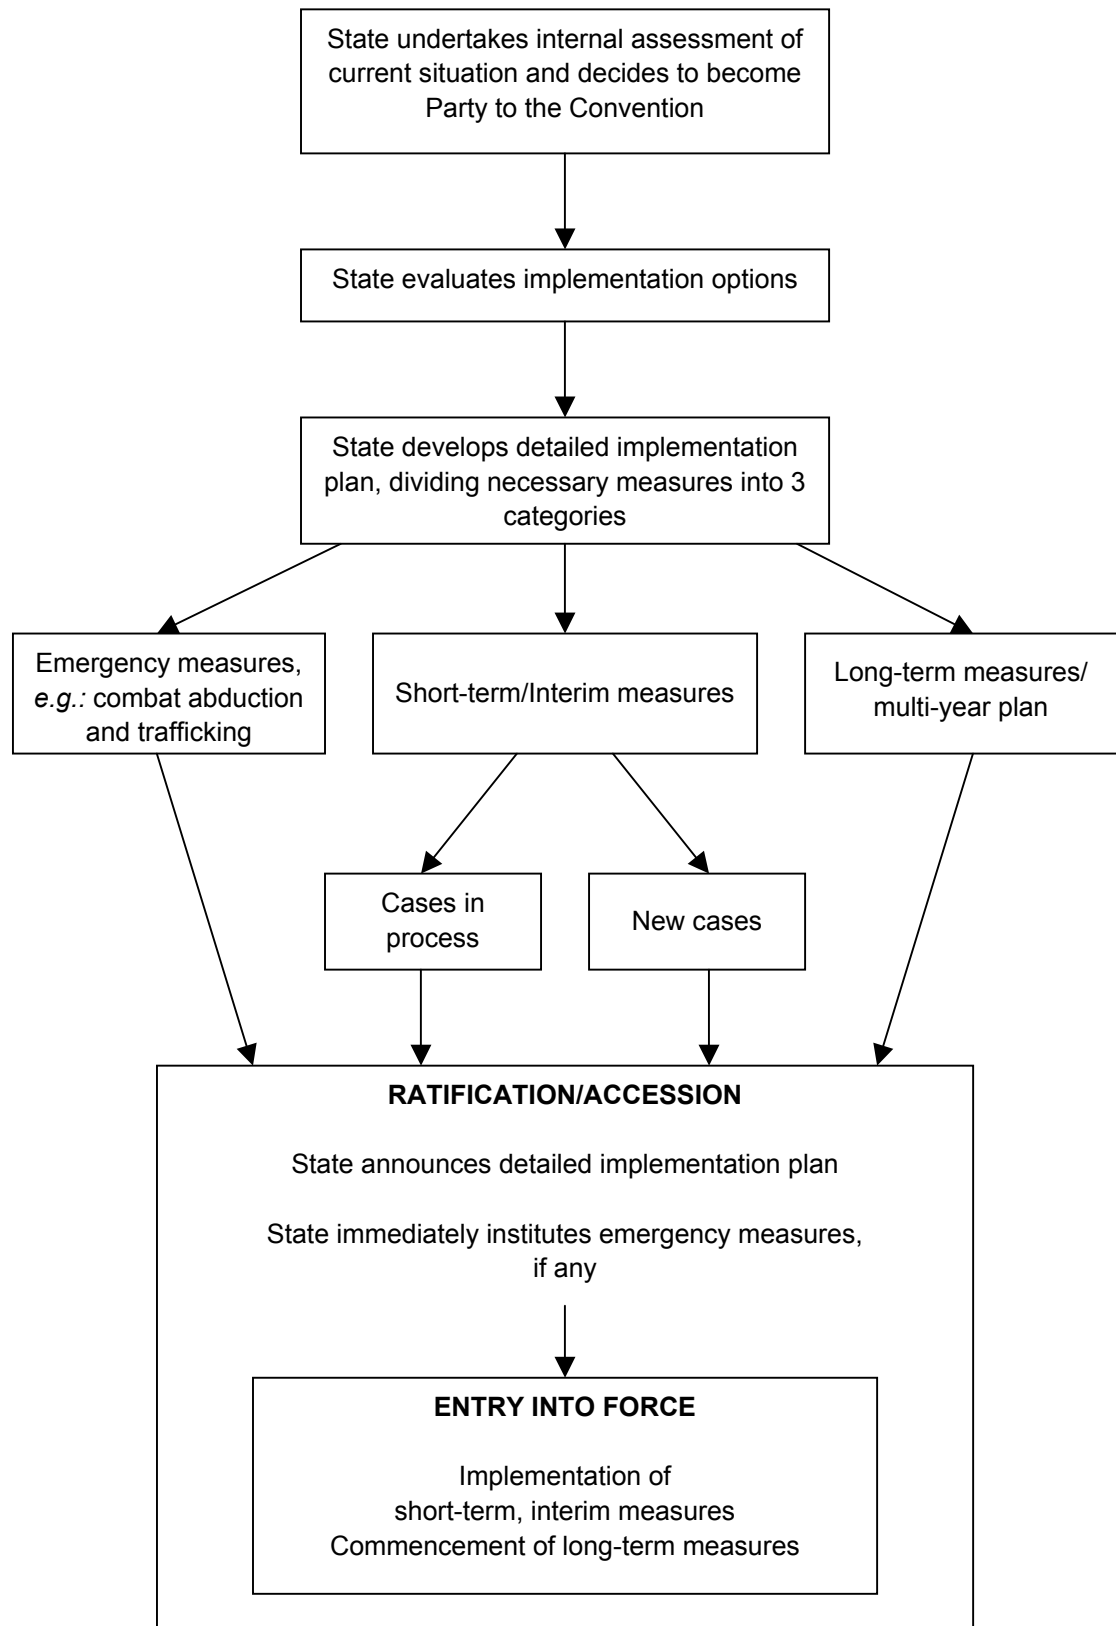 State undertakes internal assessment of
current situation and decides to become
Party to the Convention
State evaluates implementation options
State develops detailed implementation
plan, dividing necessary measures into 3
categories
Emergency measures,
e.g.: combat abduction
and trafficking
Short-term/Interim measures
Long-term measures/
multi-year plan
Cases in
process
New cases
RATIFICATION/ACCESSION
State announces detailed implementation plan
State immediately institutes emergency measures,
if any
ENTRY INTO FORCE
Implementation of
short-term, interim measures
Commencement of long-term measures